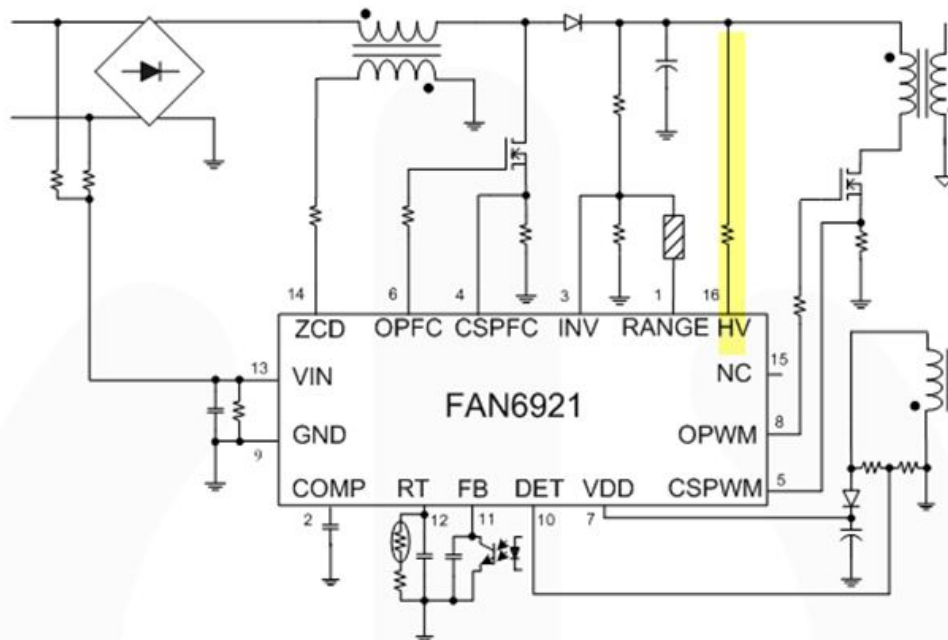 14 6 4 3 1 16
ZCD OPFC CSPFC INV RANGE HV
13 VIN NC 15
FAN6921
GND OPWM 8
9
COMP RT FB DET VDD CSPWM 5
2 12 11 10 7